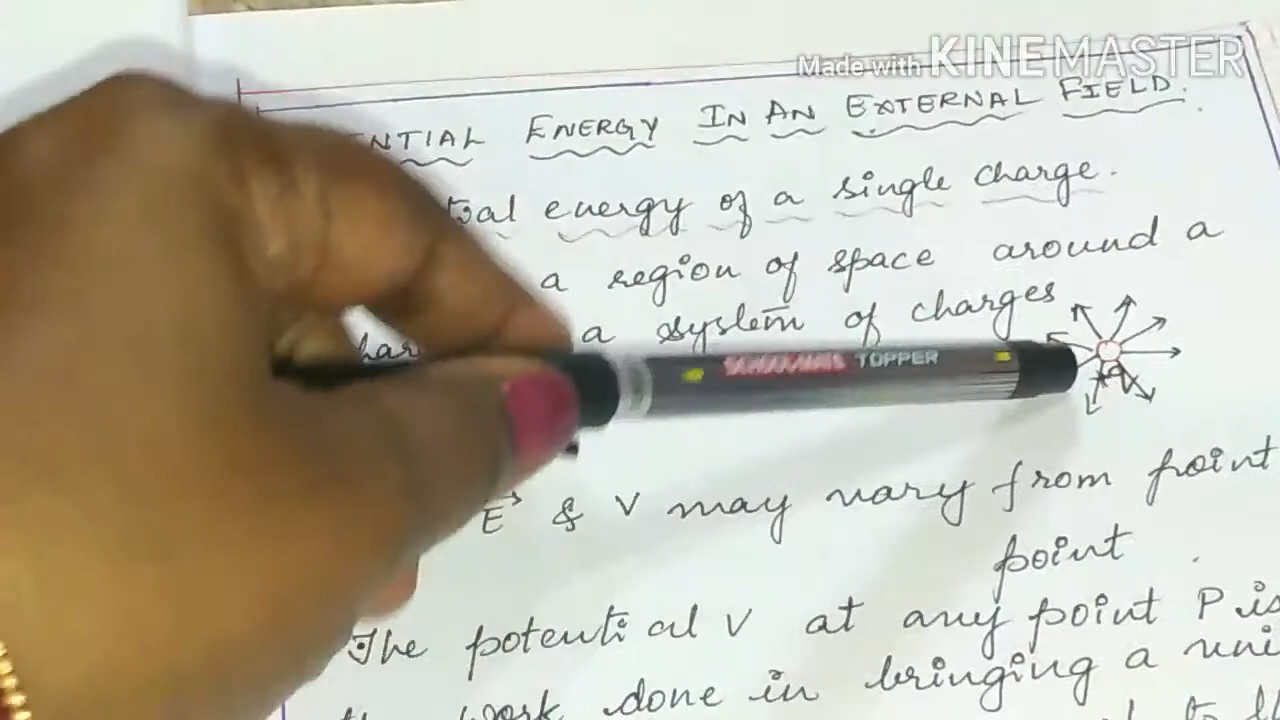 Made with KINEMASTER
ENTIAL ENERGY IN AN EXTERNAL FIELD.
energy of a single charge.
a region of space around a
a system of charges
TOPPER
E⃗ & V may vary from point
point
The potential V at any point P is
work done in bringing a uni